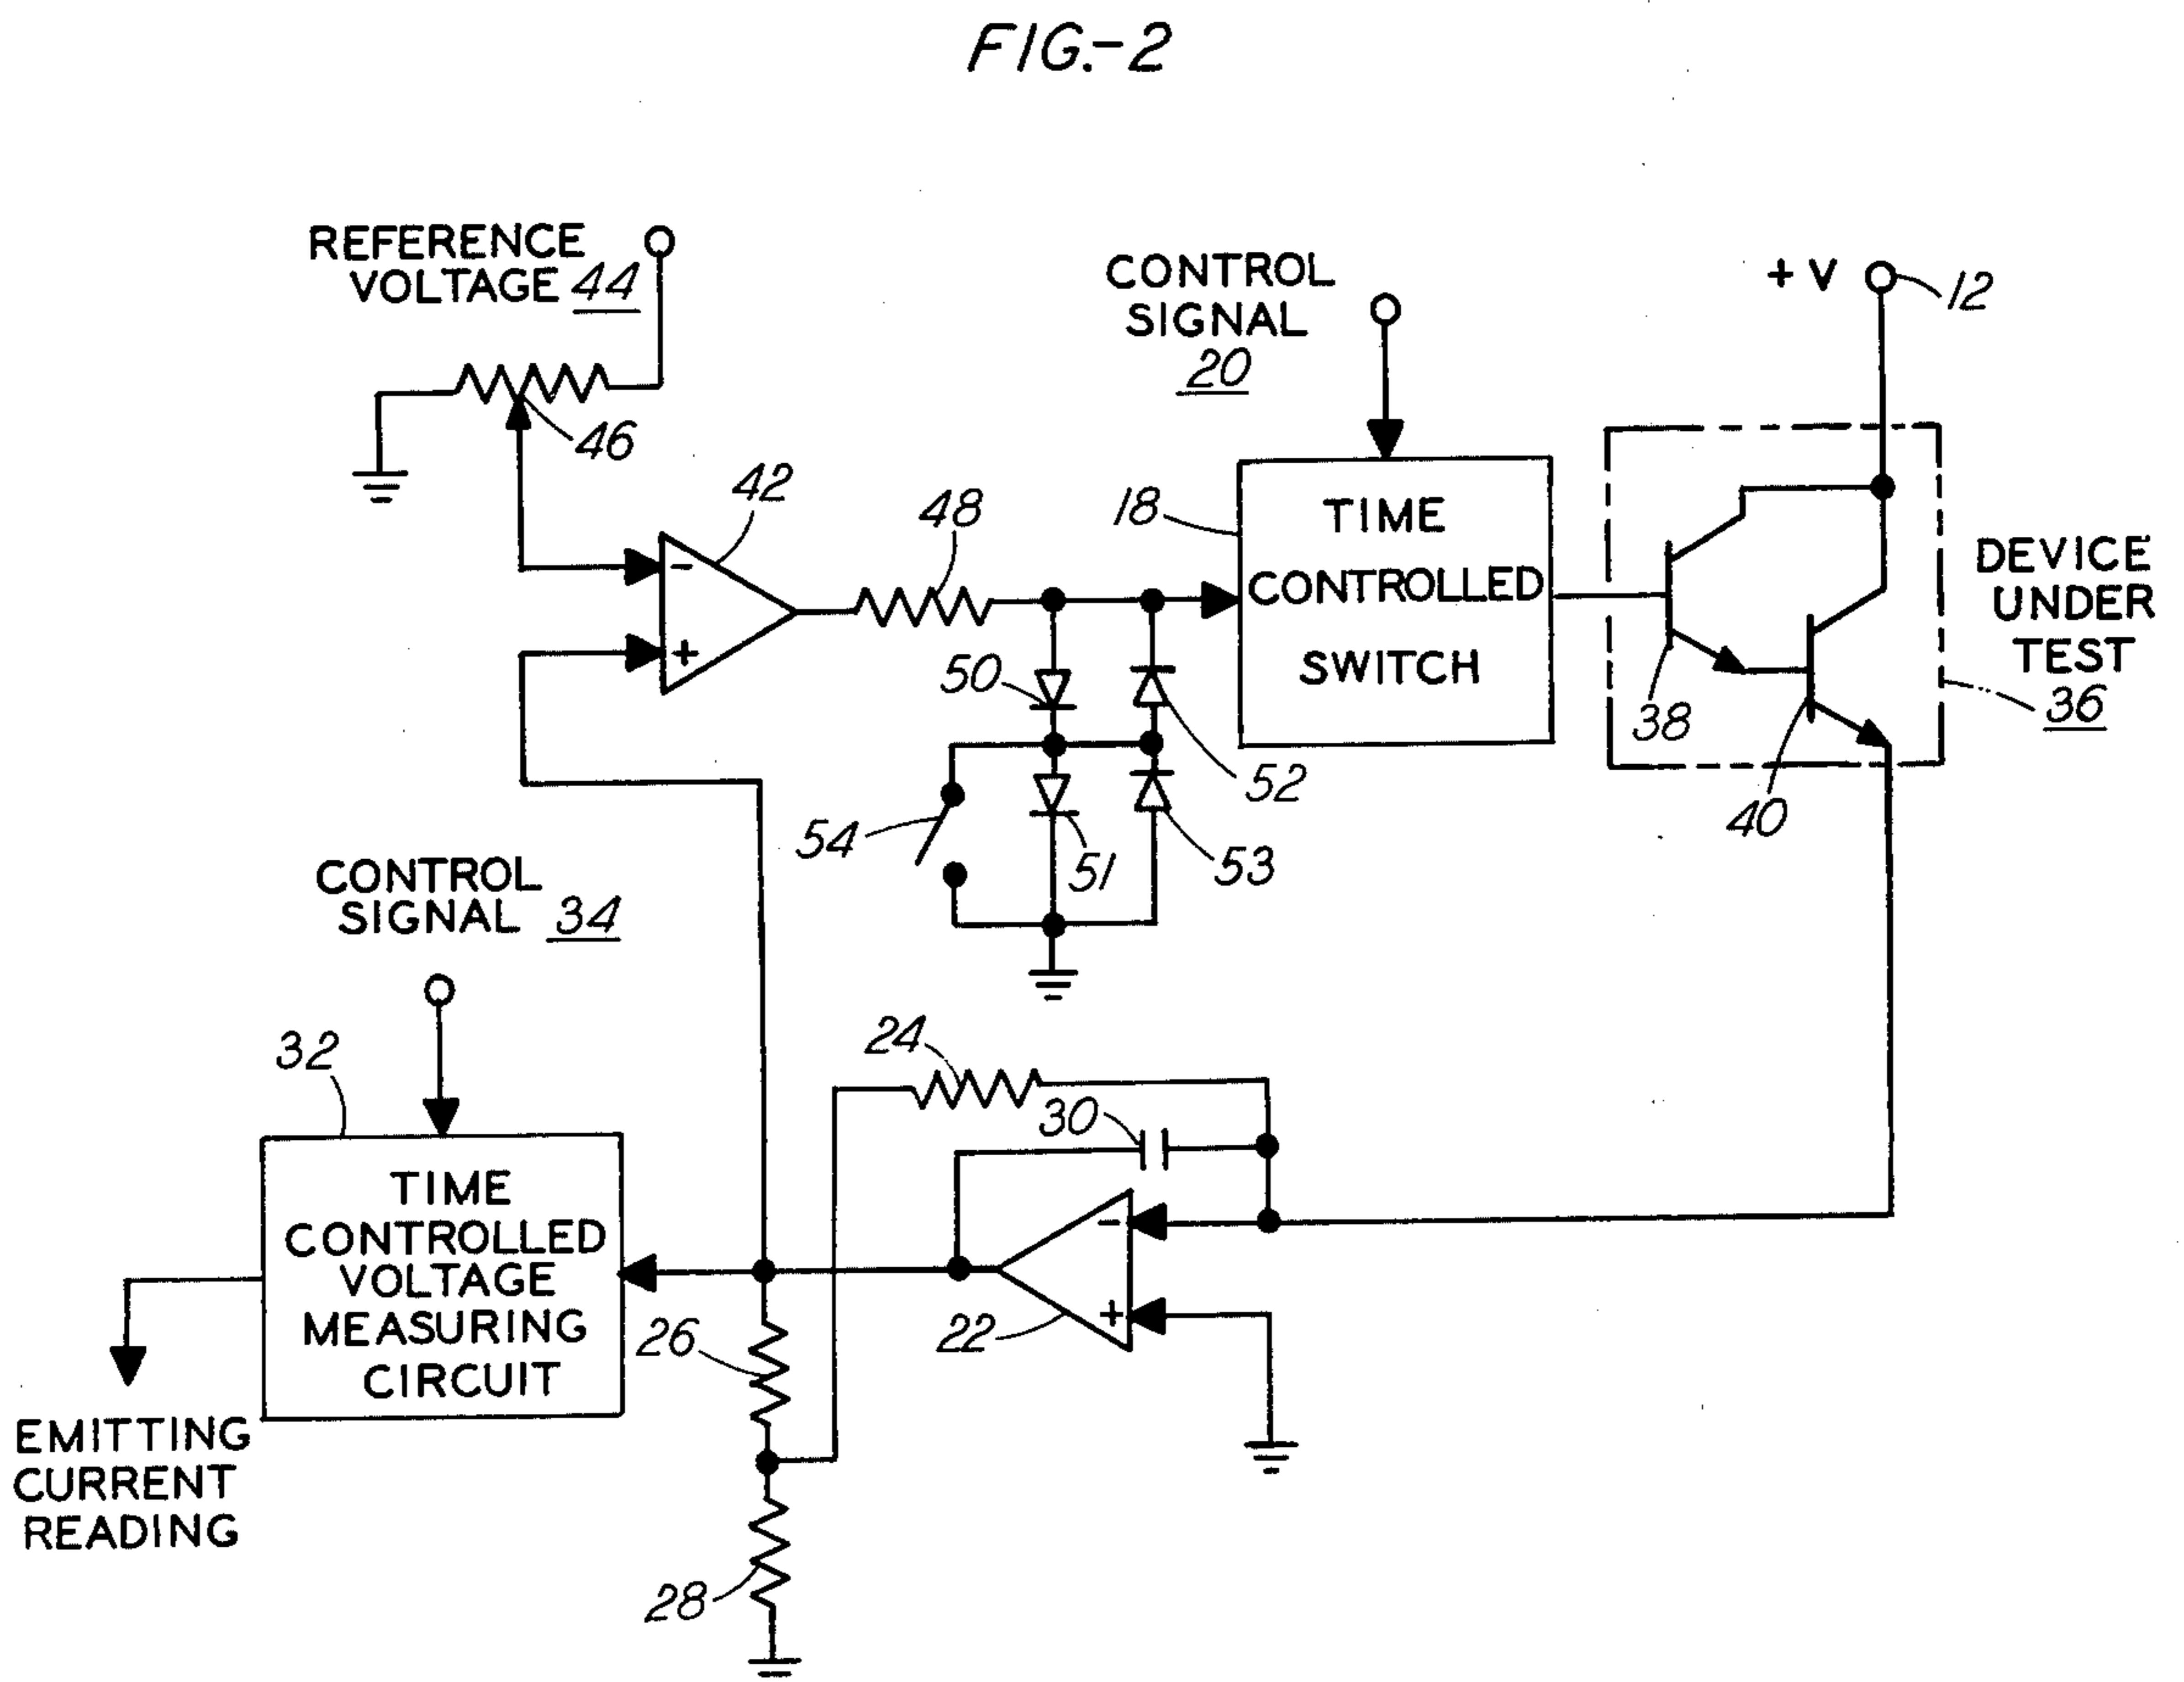 FIG.-2
REFERENCE
VOLTAGE 44
46
CONTROL
SIGNAL
20
+V
12
42
-
+
48
18
TIME
CONTROLLED
SWITCH
DEVICE
UNDER
TEST
36
38
40
50
52
54
51
53
CONTROL
SIGNAL 34
32
TIME
CONTROLLED
VOLTAGE
MEASURING
CIRCUIT
24
30
-
+
22
26
28
EMITTING
CURRENT
READING